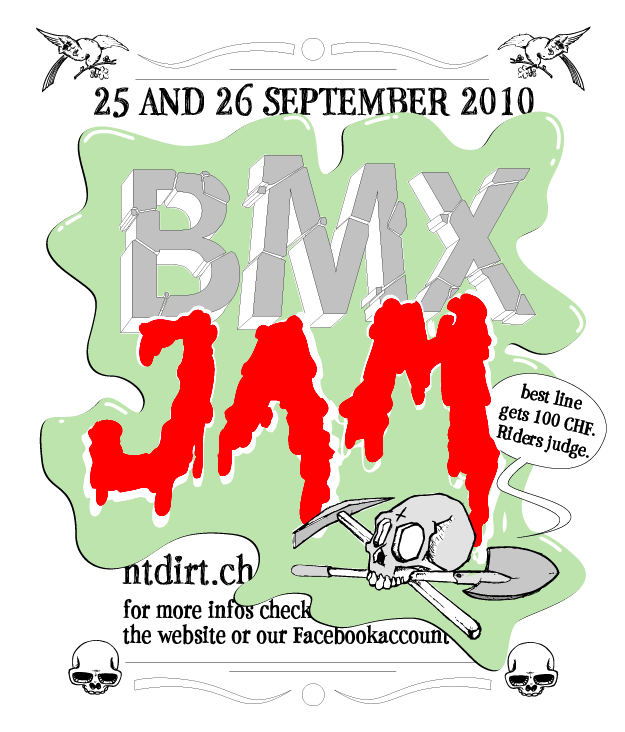 25 AND 26 SEPTEMBER 2010
BMX
JAM
best line
gets 100 CHF.
Riders judge.
ntdirt.ch
for more infos check
the website or our Facebookaccount